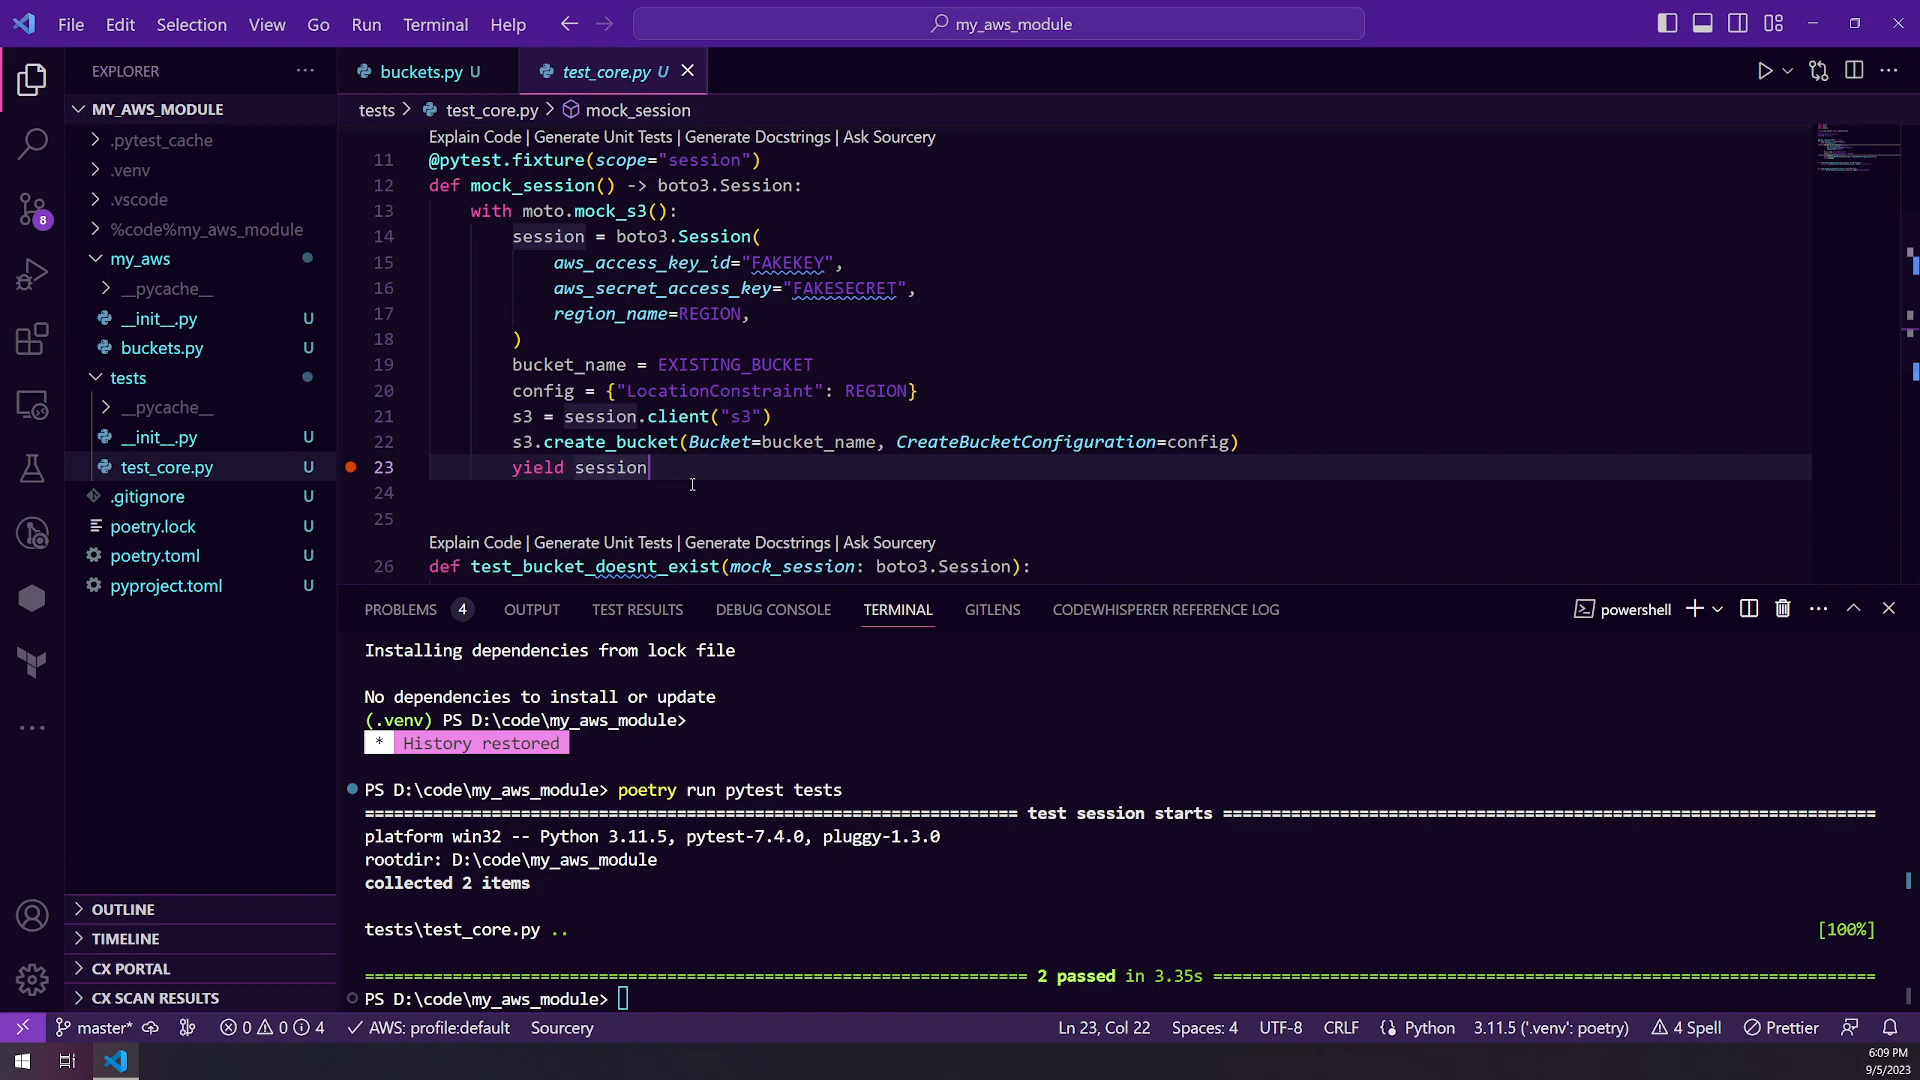 File Edit Selection View Go Run Terminal Help
my_aws_module
EXPLORER
MY_AWS_MODULE
.pytest_cache
.venv
.vscode
%code%my_aws_module
my_aws
__pycache__
__init__.py U
buckets.py U
tests
__pycache__
__init__.py U
test_core.py U
.gitignore U
poetry.lock U
poetry.toml U
pyproject.toml U
8
OUTLINE
TIMELINE
CX PORTAL
CX SCAN RESULTS
buckets.py U
test_core.py U
tests > test_core.py > mock_session
Explain Code | Generate Unit Tests | Generate Docstrings | Ask Sourcery
11 @pytest.fixture(scope="session")
12 def mock_session() -> boto3.Session:
13 with moto.mock_s3():
14 session = boto3.Session(
15 aws_access_key_id="FAKEKEY",
16 aws_secret_access_key="FAKESECRET",
17 region_name=REGION,
18 )
19 bucket_name = EXISTING_BUCKET
20 config = {"LocationConstraint": REGION}
21 s3 = session.client("s3")
22 s3.create_bucket(Bucket=bucket_name, CreateBucketConfiguration=config)
23 yield session
24
25
Explain Code | Generate Unit Tests | Generate Docstrings | Ask Sourcery
26 def test_bucket_doesnt_exist(mock_session: boto3.Session):
PROBLEMS 4 OUTPUT TEST RESULTS DEBUG CONSOLE TERMINAL GITLENS CODEWHISPERER REFERENCE LOG powershell
Installing dependencies from lock file
No dependencies to install or update
(.venv) PS D:\code\my_aws_module>
* History restored
PS D:\code\my_aws_module> poetry run pytest tests
==================== test session starts ====================
platform win32 -- Python 3.11.5, pytest-7.4.0, pluggy-1.3.0
rootdir: D:\code\my_aws_module
collected 2 items
tests\test_core.py .. [100%]
==================== 2 passed in 3.35s ====================
PS D:\code\my_aws_module>
master* 0 0 4 AWS: profile:default Sourcery Ln 23, Col 22 Spaces: 4 UTF-8 CRLF Python 3.11.5 ('.venv': poetry) 4 Spell Prettier
6:09 PM
9/5/2023